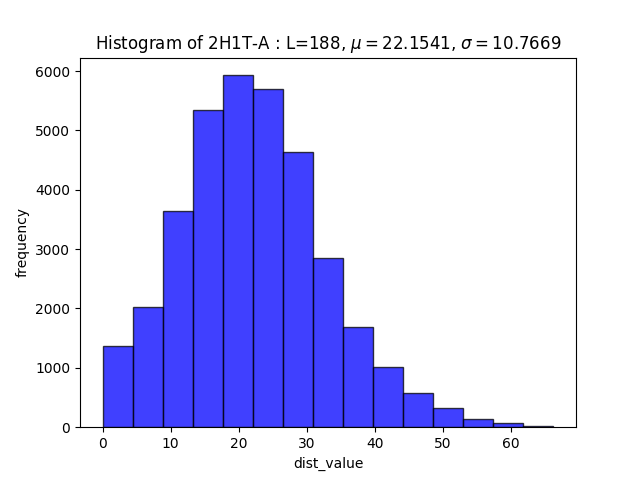 Histogram of 2H1T-A : L=188, μ = 22.1541, σ = 10.7669
6000
5000
4000
3000
2000
1000
0
frequency
0 10 20 30 40 50 60
dist_value